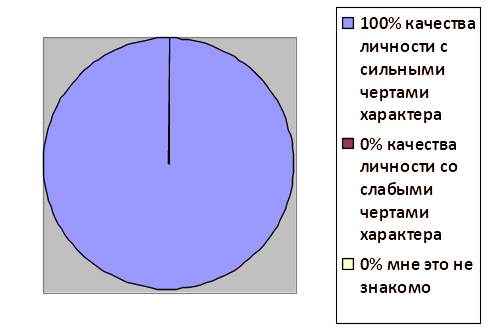 100% качества
личности с
сильными
чертами
характера
0% качества
личности со
слабыми
чертами
характера
0% мне это не
знакомо